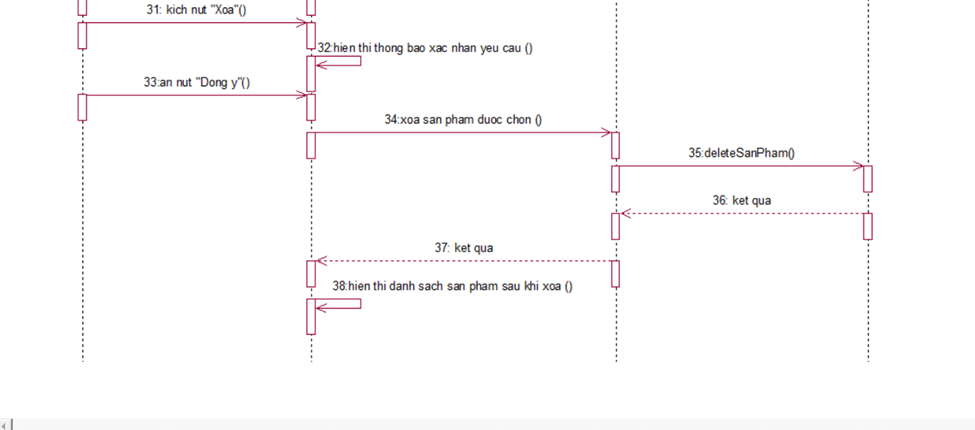 31: kich nut "Xoa"()
32:hien thi thong bao xac nhan yeu cau ()
33:an nut "Dong y"()
34:xoa san pham duoc chon ()
35:deleteSanPham()
36: ket qua
37: ket qua
38:hien thi danh sach san pham sau khi xoa ()